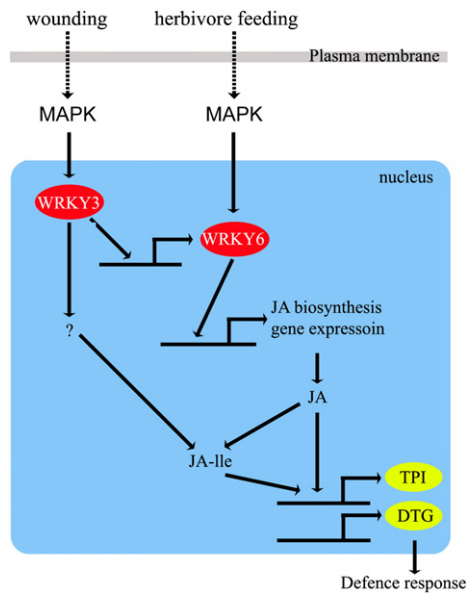 wounding
herbivore feeding
Plasma membrane
MAPK
MAPK
nucleus
WRKY3
WRKY6
JA biosynthesis
gene expressoin
?
JA
JA-lle
TPI
DTG
Defence response